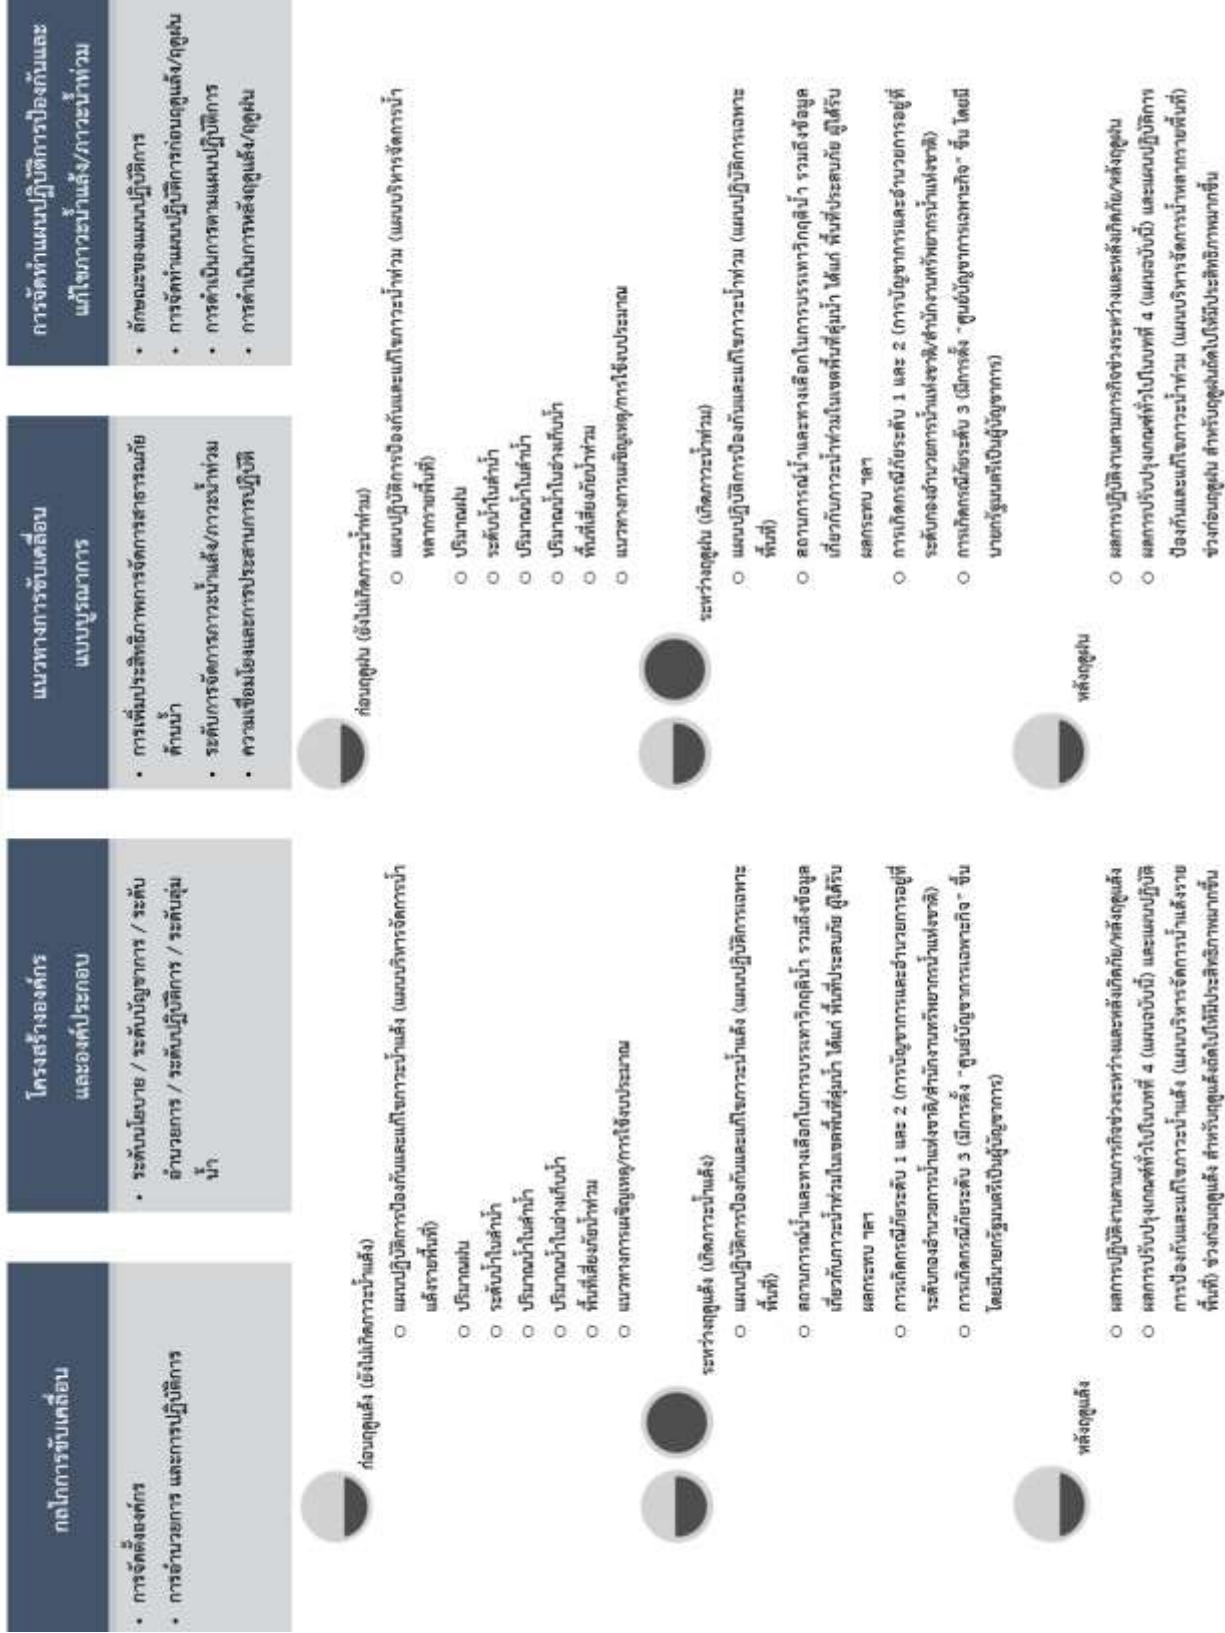 กลไกการขับเคลื่อน
• การจัดตั้งองค์กร
• การอำนวยการ และการปฏิบัติการ
โครงสร้างองค์กร
และองค์ประกอบ
• ระดับนโยบาย / ระดับบัญชาการ / ระดับ
อำนวยการ / ระดับปฏิบัติการ / ระดับลุ่ม
น้ำ
แนวทางการขับเคลื่อน
แบบบูรณาการ
• การเพิ่มประสิทธิภาพการจัดการสาธารณภัย
ด้านน้ำ
• ระดับการจัดการภาวะน้ำแล้ง/ภาวะน้ำท่วม
• ความเชื่อมโยงและการประสานการปฏิบัติ
การจัดทำแผนปฏิบัติการป้องกันและ
แก้ไขภาวะน้ำแล้ง/ภาวะน้ำท่วม
• ลักษณะของแผนปฏิบัติการ
• การจัดทำแผนปฏิบัติการก่อนฤดูแล้ง/ฤดูฝน
• การดำเนินการตามแผนปฏิบัติการ
• การดำเนินการหลังฤดูแล้ง/ฤดูฝน
ก่อนฤดูแล้ง (ยังไม่เกิดภาวะน้ำแล้ง)
○ แผนปฏิบัติการป้องกันและแก้ไขภาวะน้ำแล้ง (แผนบริหารจัดการน้ำ
แล้งรายพื้นที่)
○ ปริมาณฝน
○ ระดับน้ำในลำน้ำ
○ ปริมาณน้ำในลำน้ำ
○ ปริมาณน้ำในอ่างเก็บน้ำ
○ พื้นที่เสี่ยงภัยน้ำท่วม
○ แนวทางการเผชิญเหตุ/การใช้งบประมาณ
ระหว่างฤดูแล้ง (เกิดภาวะน้ำแล้ง)
○ แผนปฏิบัติการป้องกันและแก้ไขภาวะน้ำแล้ง (แผนปฏิบัติการเฉพาะ
พื้นที่)
○ สถานการณ์น้ำและทางเลือกในการบรรเทาวิกฤติน้ำ รวมถึงข้อมูล
เกี่ยวกับภาวะน้ำท่วมในเขตพื้นที่ลุ่มน้ำ ได้แก่ พื้นที่ประสบภัย ผู้ได้รับ
ผลกระทบ ฯลฯ
○ การเกิดกรณีภัยระดับ 1 และ 2 (การบัญชาการและอำนวยการอยู่ที่
ระดับกองอำนวยการน้ำแห่งชาติ/สำนักงานทรัพยากรน้ำแห่งชาติ)
○ การเกิดกรณีภัยระดับ 3 (มีการตั้ง "ศูนย์บัญชาการเฉพาะกิจ" ขึ้น
โดยมีนายกรัฐมนตรีเป็นผู้บัญชาการ)
หลังฤดูแล้ง
○ ผลการปฏิบัติงานตามภารกิจช่วงระหว่างและหลังเกิดภัย/หลังฤดูแล้ง
○ ผลการปรับปรุงเกณฑ์ทั่วไปในบทที่ 4 (แผนฉบับนี้) และแผนปฏิบัติ
การป้องกันและแก้ไขภาวะน้ำแล้ง (แผนบริหารจัดการน้ำแล้งราย
พื้นที่) ช่วงก่อนฤดูแล้ง สำหรับฤดูแล้งถัดไปให้มีประสิทธิภาพมากขึ้น
ก่อนฤดูฝน (ยังไม่เกิดภาวะน้ำท่วม)
○ แผนปฏิบัติการป้องกันและแก้ไขภาวะน้ำท่วม (แผนบริหารจัดการน้ำ
หลากรายพื้นที่)
○ ปริมาณฝน
○ ระดับน้ำในลำน้ำ
○ ปริมาณน้ำในลำน้ำ
○ ปริมาณน้ำในอ่างเก็บน้ำ
○ พื้นที่เสี่ยงภัยน้ำท่วม
○ แนวทางการเผชิญเหตุ/การใช้งบประมาณ
ระหว่างฤดูฝน (เกิดภาวะน้ำท่วม)
○ แผนปฏิบัติการป้องกันและแก้ไขภาวะน้ำท่วม (แผนปฏิบัติการเฉพาะ
พื้นที่)
○ สถานการณ์น้ำและทางเลือกในการบรรเทาวิกฤติน้ำ รวมถึงข้อมูล
เกี่ยวกับภาวะน้ำท่วมในเขตพื้นที่ลุ่มน้ำ ได้แก่ พื้นที่ประสบภัย ผู้ได้รับ
ผลกระทบ ฯลฯ
○ การเกิดกรณีภัยระดับ 1 และ 2 (การบัญชาการและอำนวยการอยู่ที่
ระดับกองอำนวยการน้ำแห่งชาติ/สำนักงานทรัพยากรน้ำแห่งชาติ)
○ การเกิดกรณีภัยระดับ 3 (มีการตั้ง "ศูนย์บัญชาการเฉพาะกิจ" ขึ้น โดยมี
นายกรัฐมนตรีเป็นผู้บัญชาการ)
หลังฤดูฝน
○ ผลการปฏิบัติงานตามภารกิจช่วงระหว่างและหลังเกิดภัย/หลังฤดูฝน
○ ผลการปรับปรุงเกณฑ์ทั่วไปในบทที่ 4 (แผนฉบับนี้) และแผนปฏิบัติการ
ป้องกันและแก้ไขภาวะน้ำท่วม (แผนบริหารจัดการน้ำหลากรายพื้นที่)
ช่วงก่อนฤดูฝน สำหรับฤดูฝนถัดไปให้มีประสิทธิภาพมากขึ้น